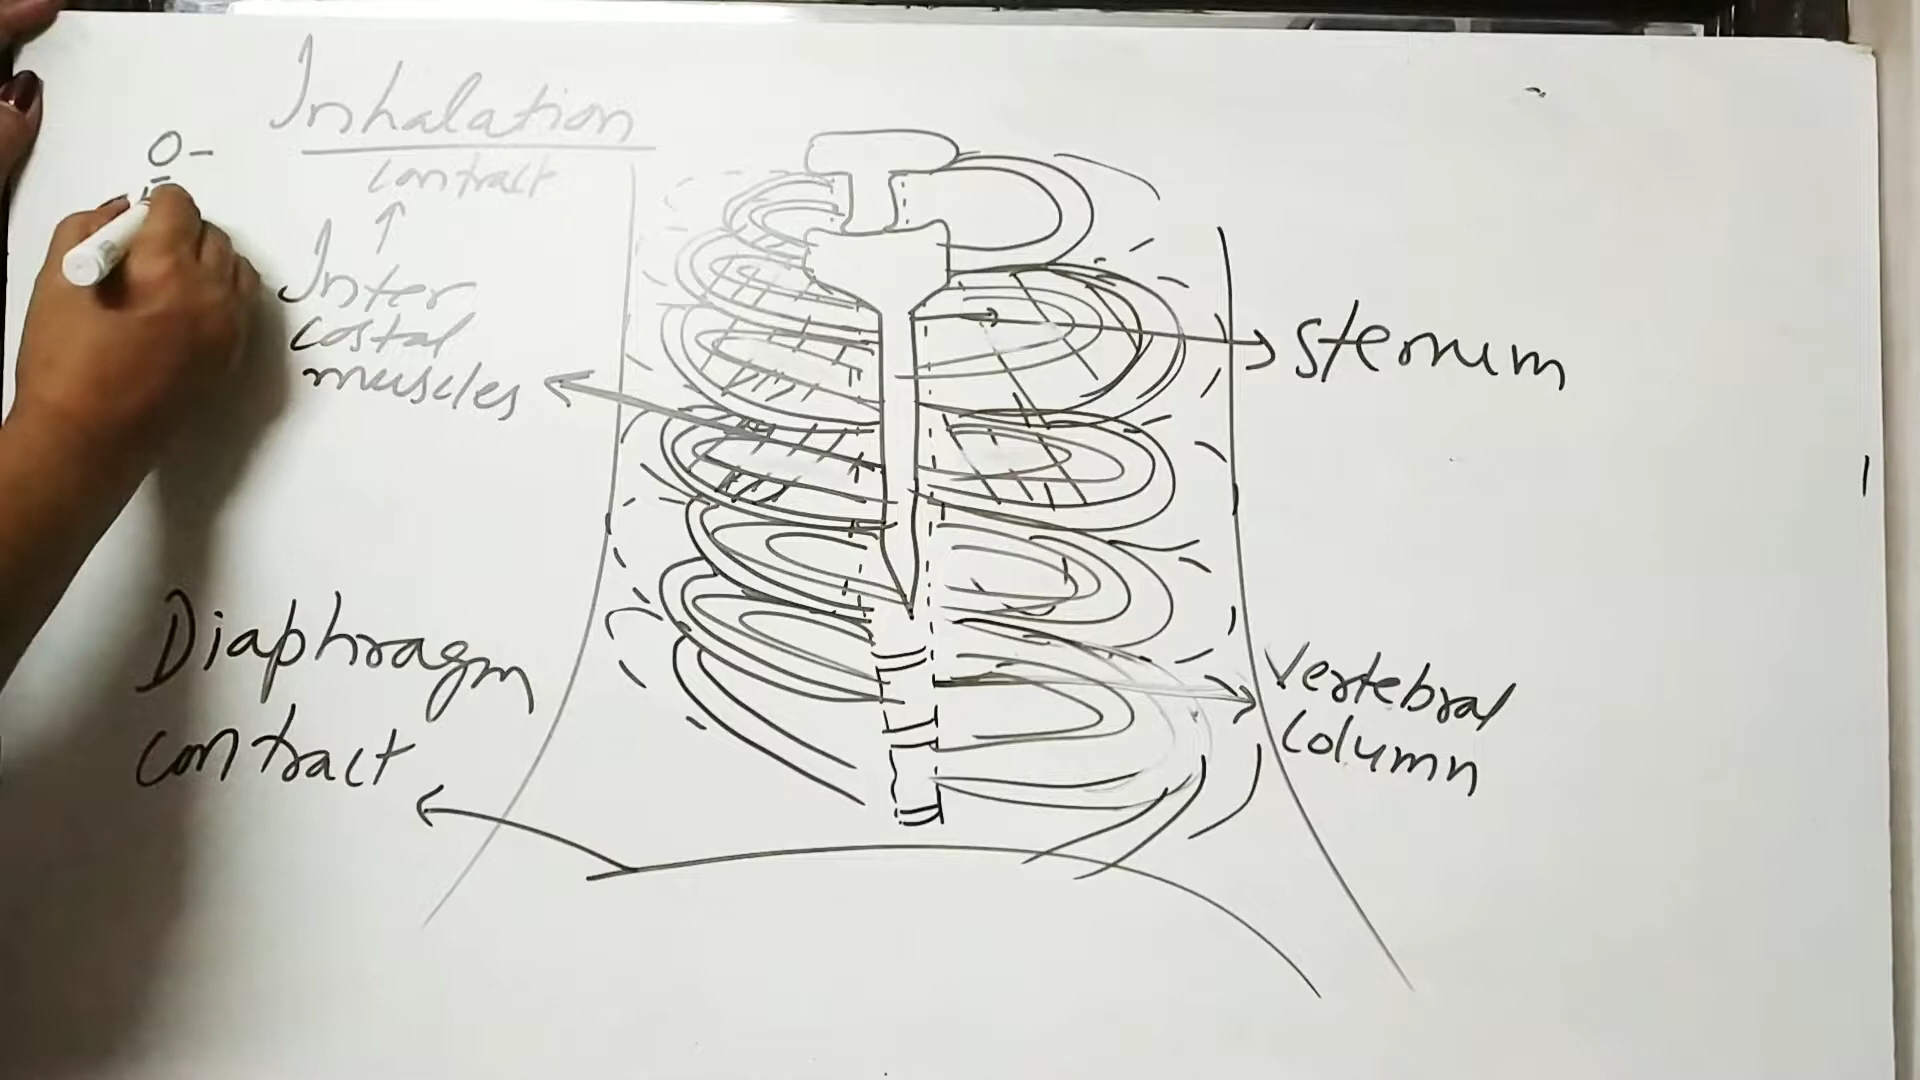 Inhalation
contract
Inter
costal
muscles
O-
sternum
Diaphragm
contract
vertebral
column